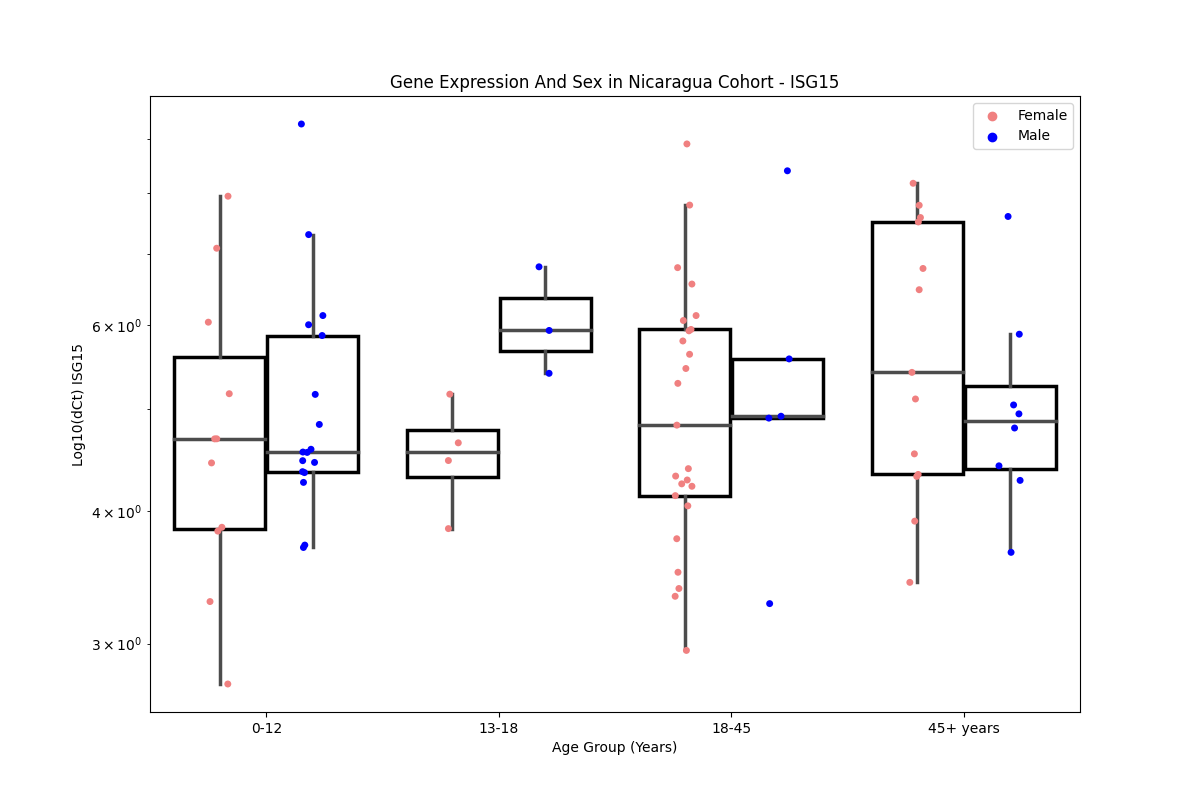 Gene Expression And Sex in Nicaragua Cohort - ISG15
Female
Male
Log10(dCt) ISG15
6 × 10⁰
4 × 10⁰
3 × 10⁰
0-12
13-18
18-45
45+ years
Age Group (Years)